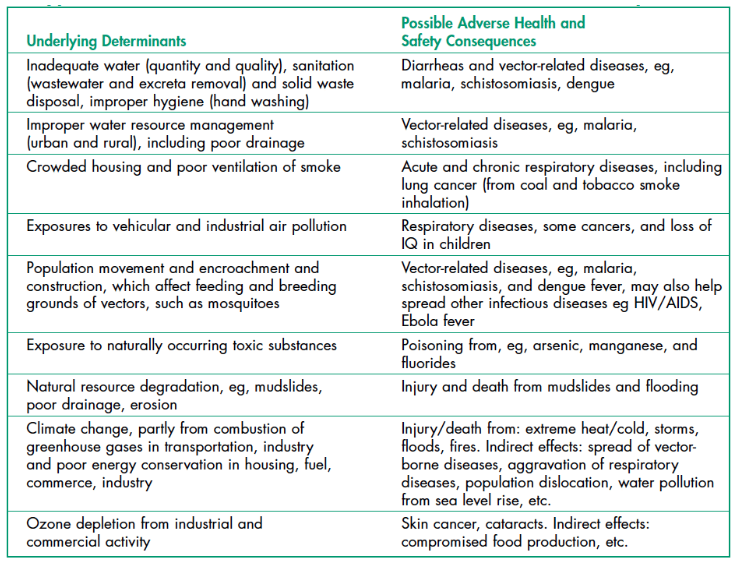 Underlying Determinants
Possible Adverse Health and
Safety Consequences
Inadequate water (quantity and quality), sanitation
(wastewater and excreta removal) and solid waste
disposal, improper hygiene (hand washing)
Diarrheas and vector-related diseases, eg,
malaria, schistosomiasis, dengue
Improper water resource management
(urban and rural), including poor drainage
Vector-related diseases, eg, malaria,
schistosomiasis
Crowded housing and poor ventilation of smoke
Acute and chronic respiratory diseases, including
lung cancer (from coal and tobacco smoke
inhalation)
Exposures to vehicular and industrial air pollution
Respiratory diseases, some cancers, and loss of
IQ in children
Population movement and encroachment and
construction, which affect feeding and breeding
grounds of vectors, such as mosquitoes
Vector-related diseases, eg, malaria,
schistosomiasis, and dengue fever, may also help
spread other infectious diseases eg HIV/AIDS,
Ebola fever
Exposure to naturally occurring toxic substances
Poisoning from, eg, arsenic, manganese, and
fluorides
Natural resource degradation, eg, mudslides,
poor drainage, erosion
Injury and death from mudslides and flooding
Climate change, partly from combustion of
greenhouse gases in transportation, industry
and poor energy conservation in housing, fuel,
commerce, industry
Injury/death from: extreme heat/cold, storms,
floods, fires. Indirect effects: spread of vector-
borne diseases, aggravation of respiratory
diseases, population dislocation, water pollution
from sea level rise, etc.
Ozone depletion from industrial and
commercial activity
Skin cancer, cataracts. Indirect effects:
compromised food production, etc.